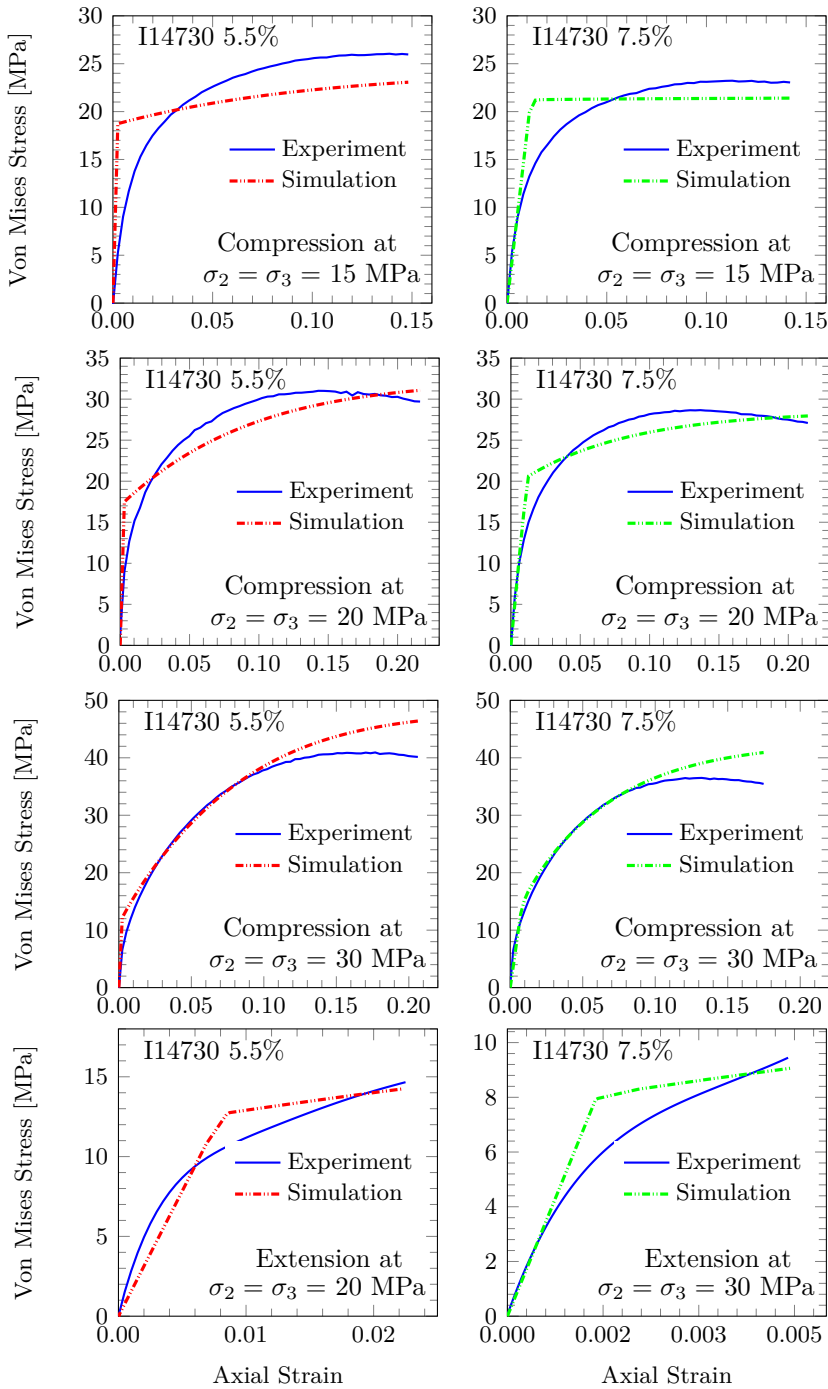 30
25
20
15
10
5
0
0.00 0.05 0.10 0.15
Von Mises Stress [MPa]
I14730 5.5%
Experiment
Simulation
Compression at
σ2 = σ3 = 15 MPa
30
25
20
15
10
5
0
0.00 0.05 0.10 0.15
I14730 7.5%
Experiment
Simulation
Compression at
σ2 = σ3 = 15 MPa
35
30
25
20
15
10
5
0
0.00 0.05 0.10 0.15 0.20
Von Mises Stress [MPa]
I14730 5.5%
Experiment
Simulation
Compression at
σ2 = σ3 = 20 MPa
35
30
25
20
15
10
5
0
0.00 0.05 0.10 0.15 0.20
I14730 7.5%
Experiment
Simulation
Compression at
σ2 = σ3 = 20 MPa
50
40
30
20
10
0
0.00 0.05 0.10 0.15 0.20
Von Mises Stress [MPa]
I14730 5.5%
Experiment
Simulation
Compression at
σ2 = σ3 = 30 MPa
50
40
30
20
10
0
0.00 0.05 0.10 0.15 0.20
I14730 7.5%
Experiment
Simulation
Compression at
σ2 = σ3 = 30 MPa
15
10
5
0
0.00 0.01 0.02
Von Mises Stress [MPa]
Axial Strain
I14730 5.5%
Experiment
Simulation
Extension at
σ2 = σ3 = 20 MPa
10
8
6
4
2
0
0.000 0.002 0.003 0.005
Axial Strain
I14730 7.5%
Experiment
Simulation
Extension at
σ2 = σ3 = 30 MPa